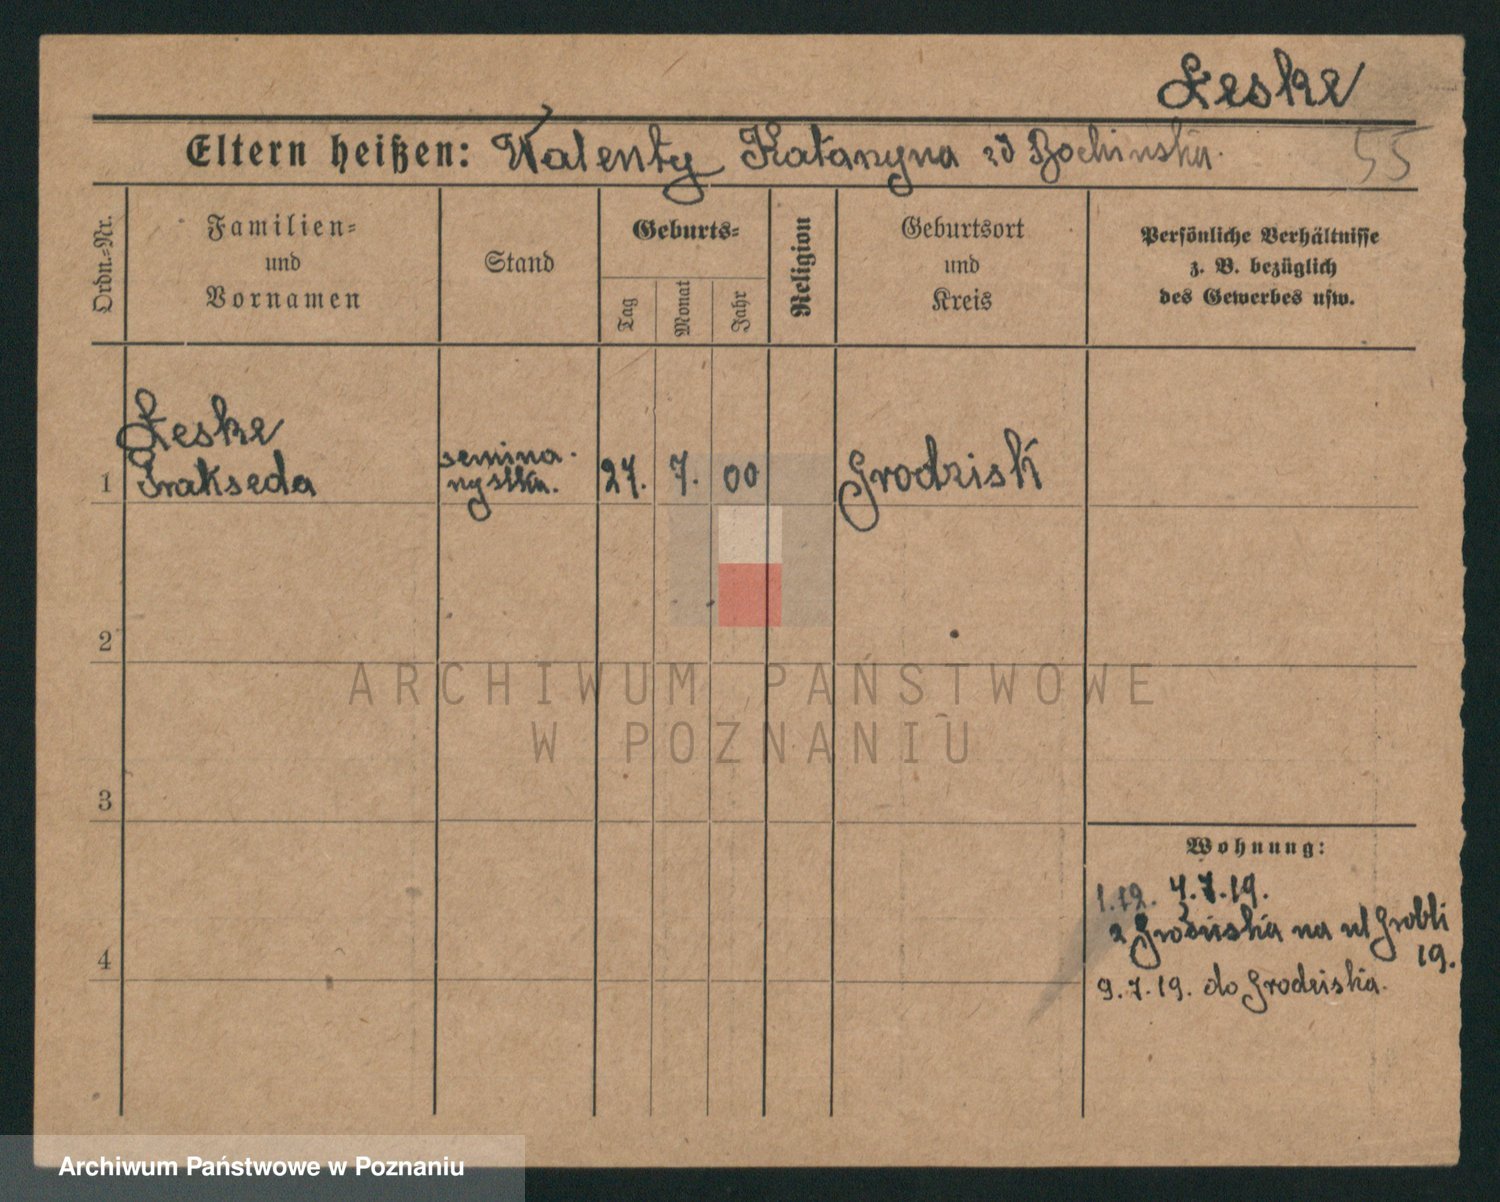 Leske
Eltern heißen: Walenty Katarzyna zd Bochinska.
55
Ordn.-Nr.
Familien-
und
Vornamen
Stand
Geburts-
Tag
Monat
Jahr
Religion
Geburtsort
und
Kreis
Persönliche Verhältnisse
z. B. bezüglich
des Gewerbes usw.
Leske
1 Prakseda
semina-
rystka.
27. 7. 00
Grodzisk
2
3
4
Wohnung:
1.12. 4.7.19.
z na ul Grobli
19.
9.7.19. do Grodziska.
ARCHIWUM PAŃSTWOWE
W POZNANIU
Archiwum Państwowe w Poznaniu